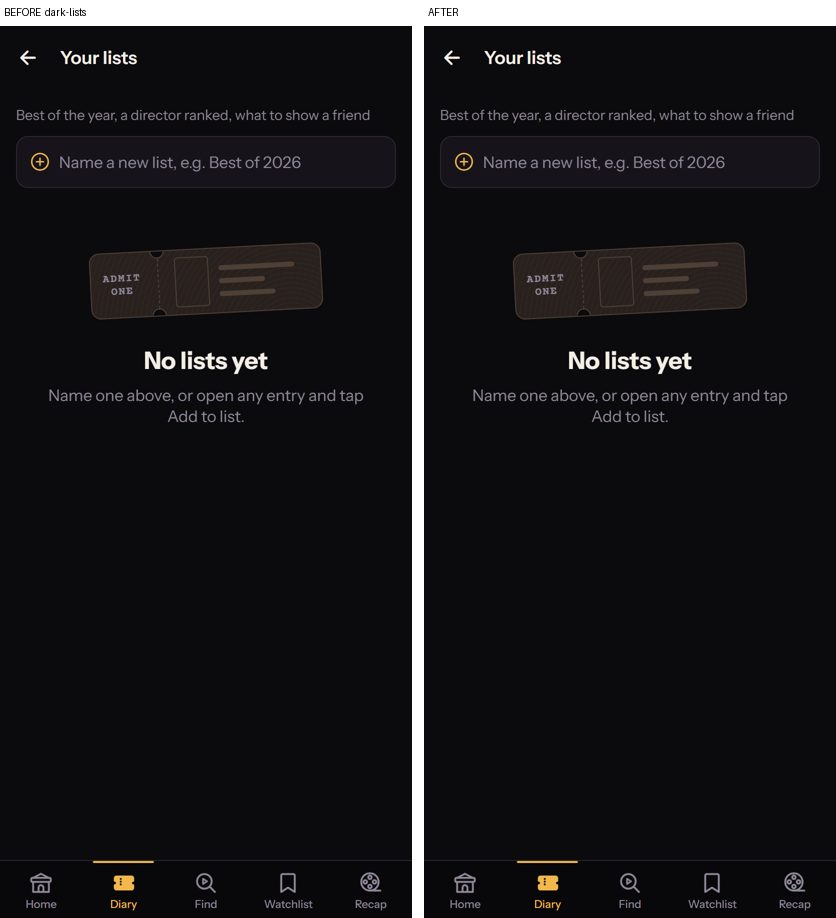 BEFORE dark-lists
AFTER
Your lists
Best of the year, a director ranked, what to show a friend
Name a new list, e.g. Best of 2026
ADMIT
ONE
No lists yet
Name one above, or open any entry and tap
Add to list.
Home
Diary
Find
Watchlist
Recap
Your lists
Best of the year, a director ranked, what to show a friend
Name a new list, e.g. Best of 2026
ADMIT
ONE
No lists yet
Name one above, or open any entry and tap
Add to list.
Home
Diary
Find
Watchlist
Recap